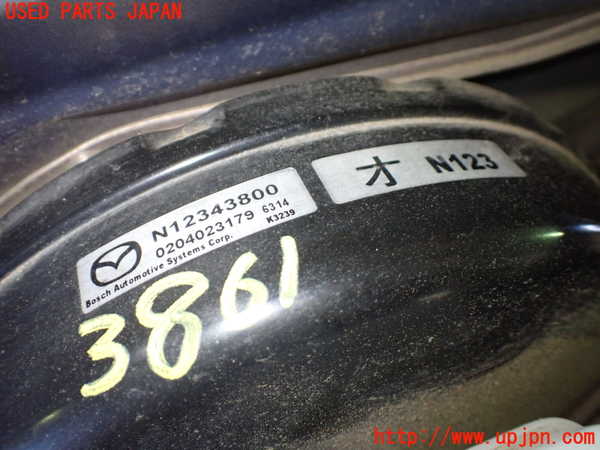 USED PARTS JAPAN
N12343800
0204023179 6314
K3239
Bosch Automotive Systems Corp.
オ N123
3861
http://www.upjpn.com